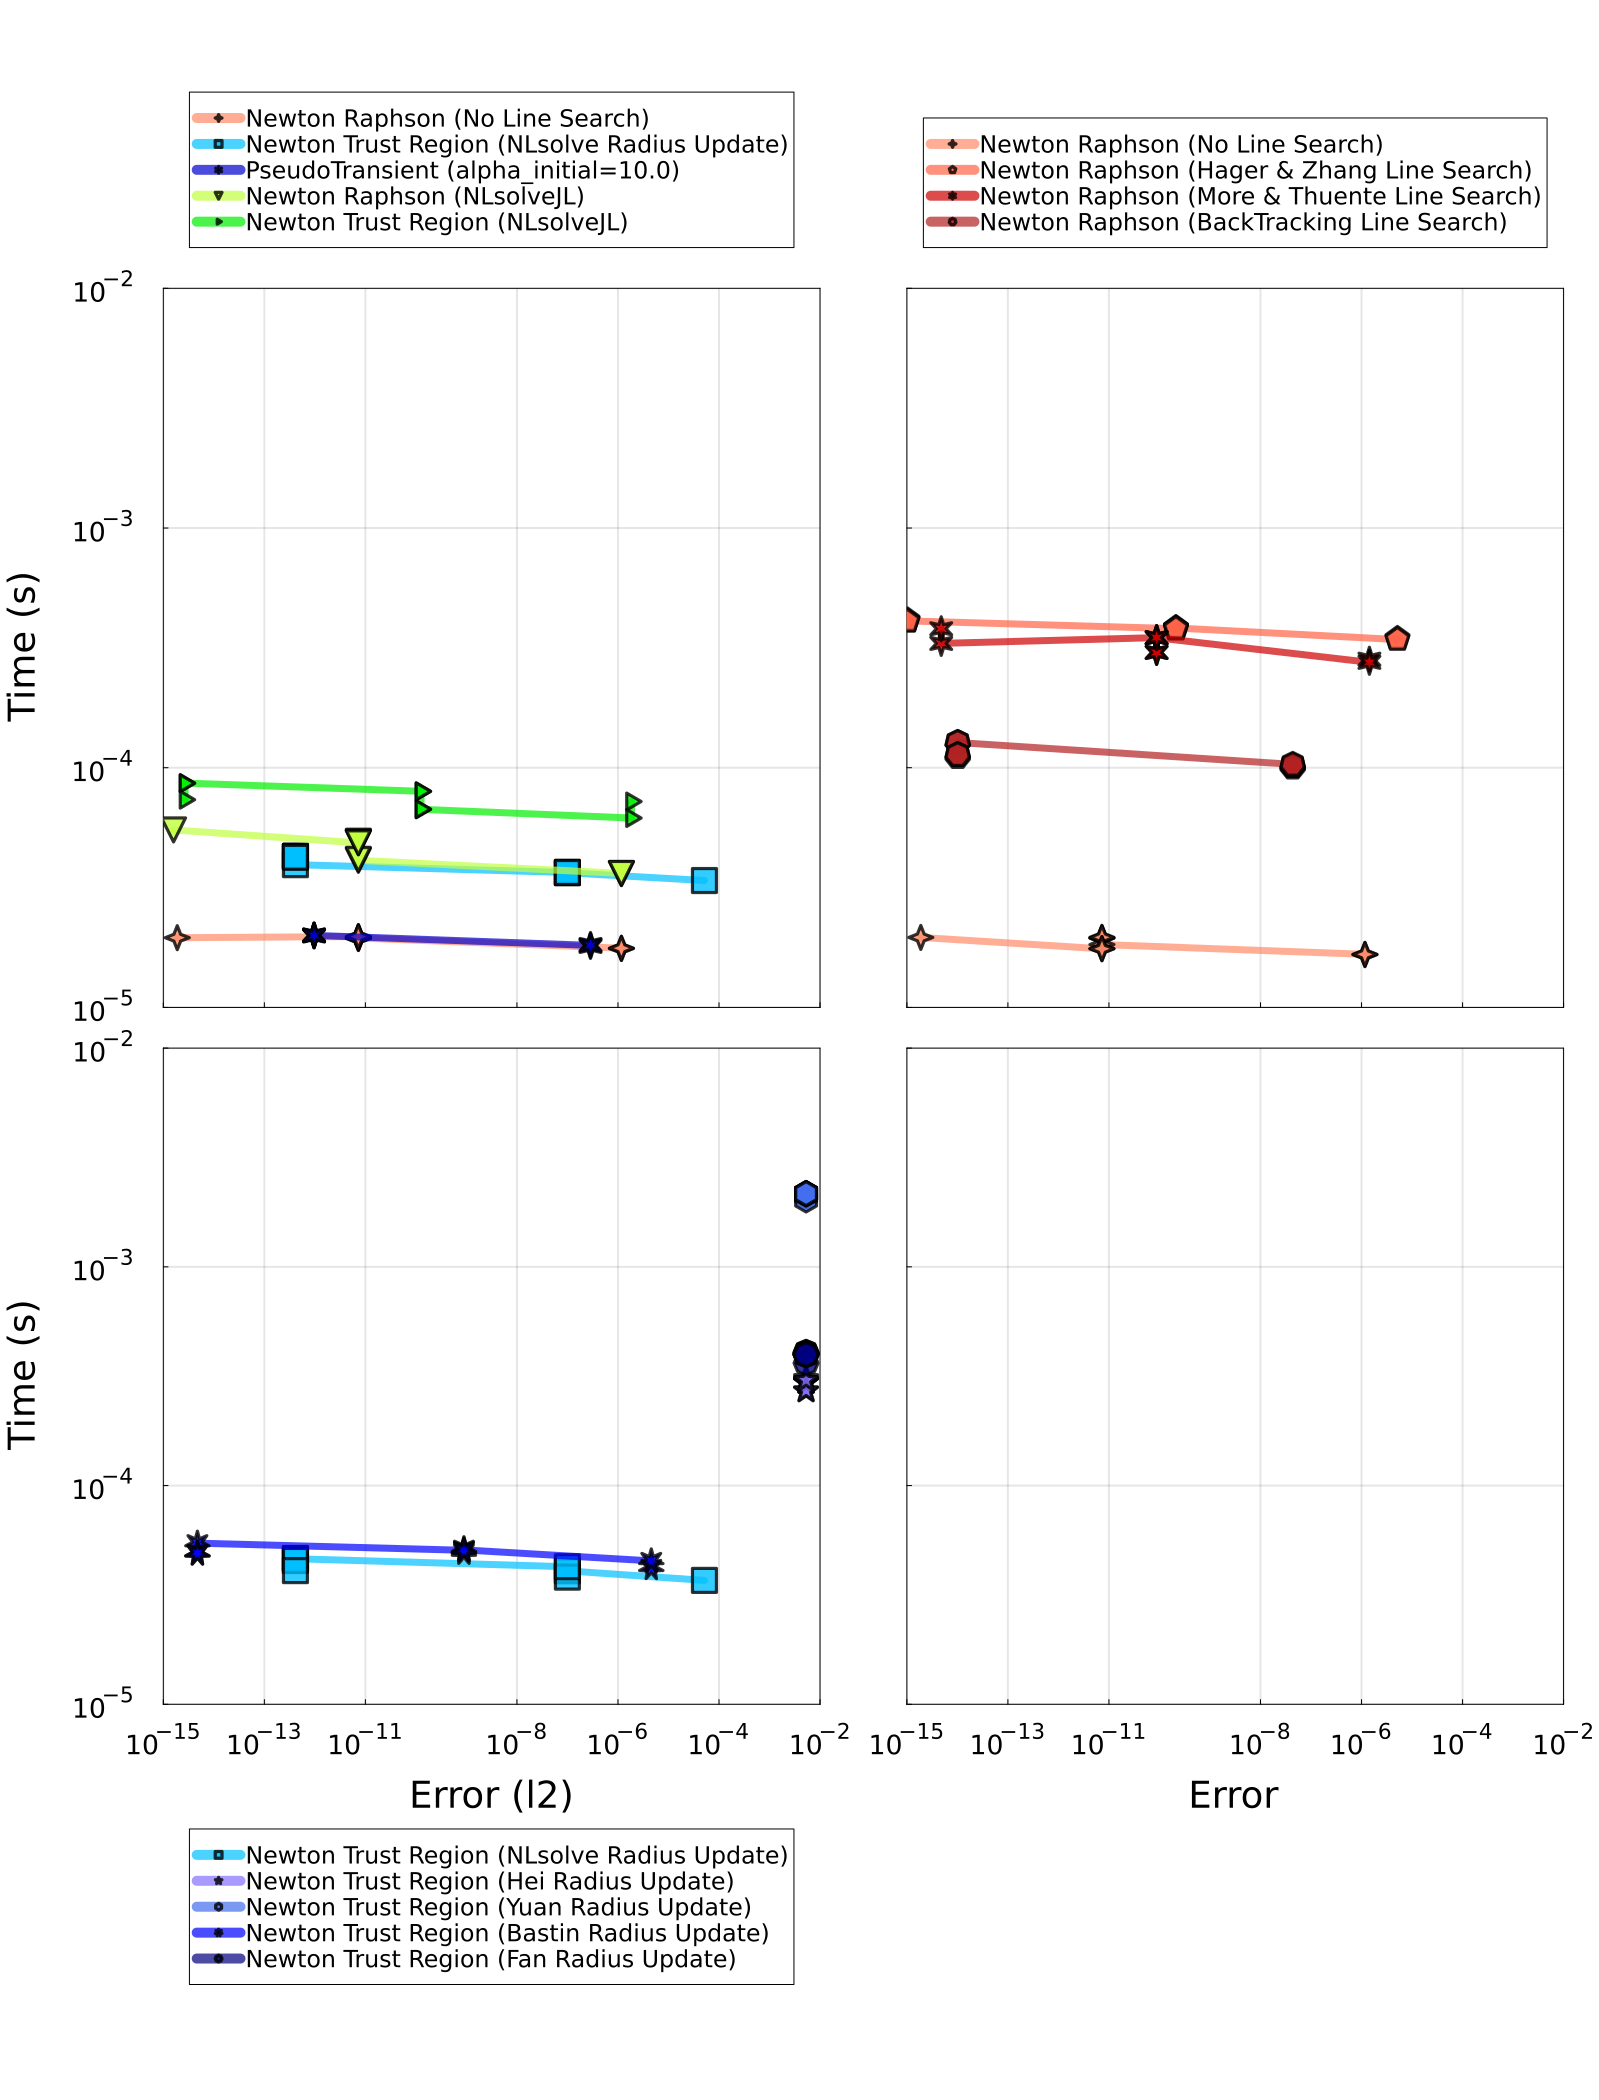 Newton Raphson (No Line Search)
Newton Trust Region (NLsolve Radius Update)
PseudoTransient (alpha_initial=10.0)
Newton Raphson (NLsolveJL)
Newton Trust Region (NLsolveJL)
Newton Raphson (No Line Search)
Newton Raphson (Hager & Zhang Line Search)
Newton Raphson (More & Thuente Line Search)
Newton Raphson (BackTracking Line Search)
10⁻²
10⁻³
10⁻⁴
10⁻⁵
Time (s)
10⁻²
10⁻³
10⁻⁴
10⁻⁵
Time (s)
10⁻¹⁵ 10⁻¹³ 10⁻¹¹ 10⁻⁸ 10⁻⁶ 10⁻⁴ 10⁻²
Error (l2)
10⁻¹⁵ 10⁻¹³ 10⁻¹¹ 10⁻⁸ 10⁻⁶ 10⁻⁴ 10⁻²
Error
Newton Trust Region (NLsolve Radius Update)
Newton Trust Region (Hei Radius Update)
Newton Trust Region (Yuan Radius Update)
Newton Trust Region (Bastin Radius Update)
Newton Trust Region (Fan Radius Update)